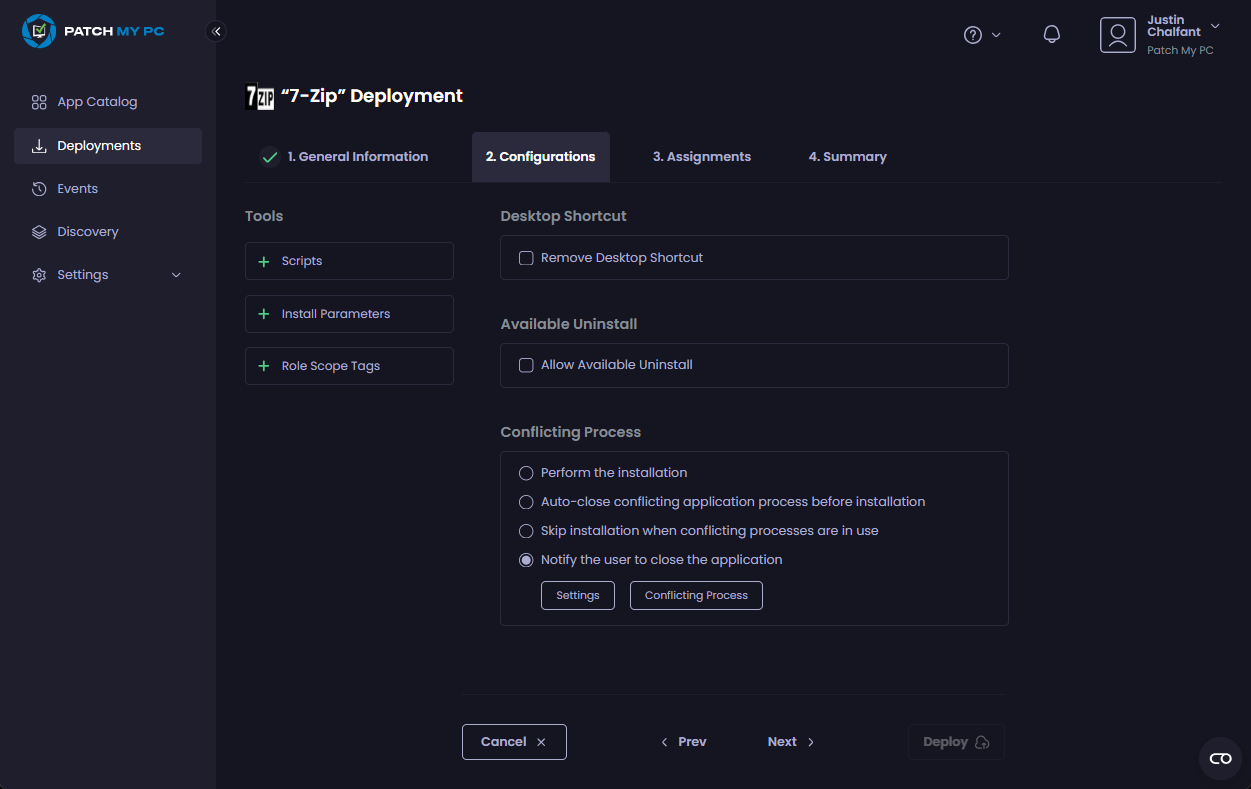 PATCH MY PC
Justin
Chalfant
Patch My PC
App Catalog
Deployments
Events
Discovery
Settings
7ZIP “7-Zip” Deployment
1. General Information
2. Configurations
3. Assignments
4. Summary
Tools
Scripts
Install Parameters
Role Scope Tags
Desktop Shortcut
Remove Desktop Shortcut
Available Uninstall
Allow Available Uninstall
Conflicting Process
Perform the installation
Auto-close conflicting application process before installation
Skip installation when conflicting processes are in use
Notify the user to close the application
Settings
Conflicting Process
Cancel
Prev
Next
Deploy